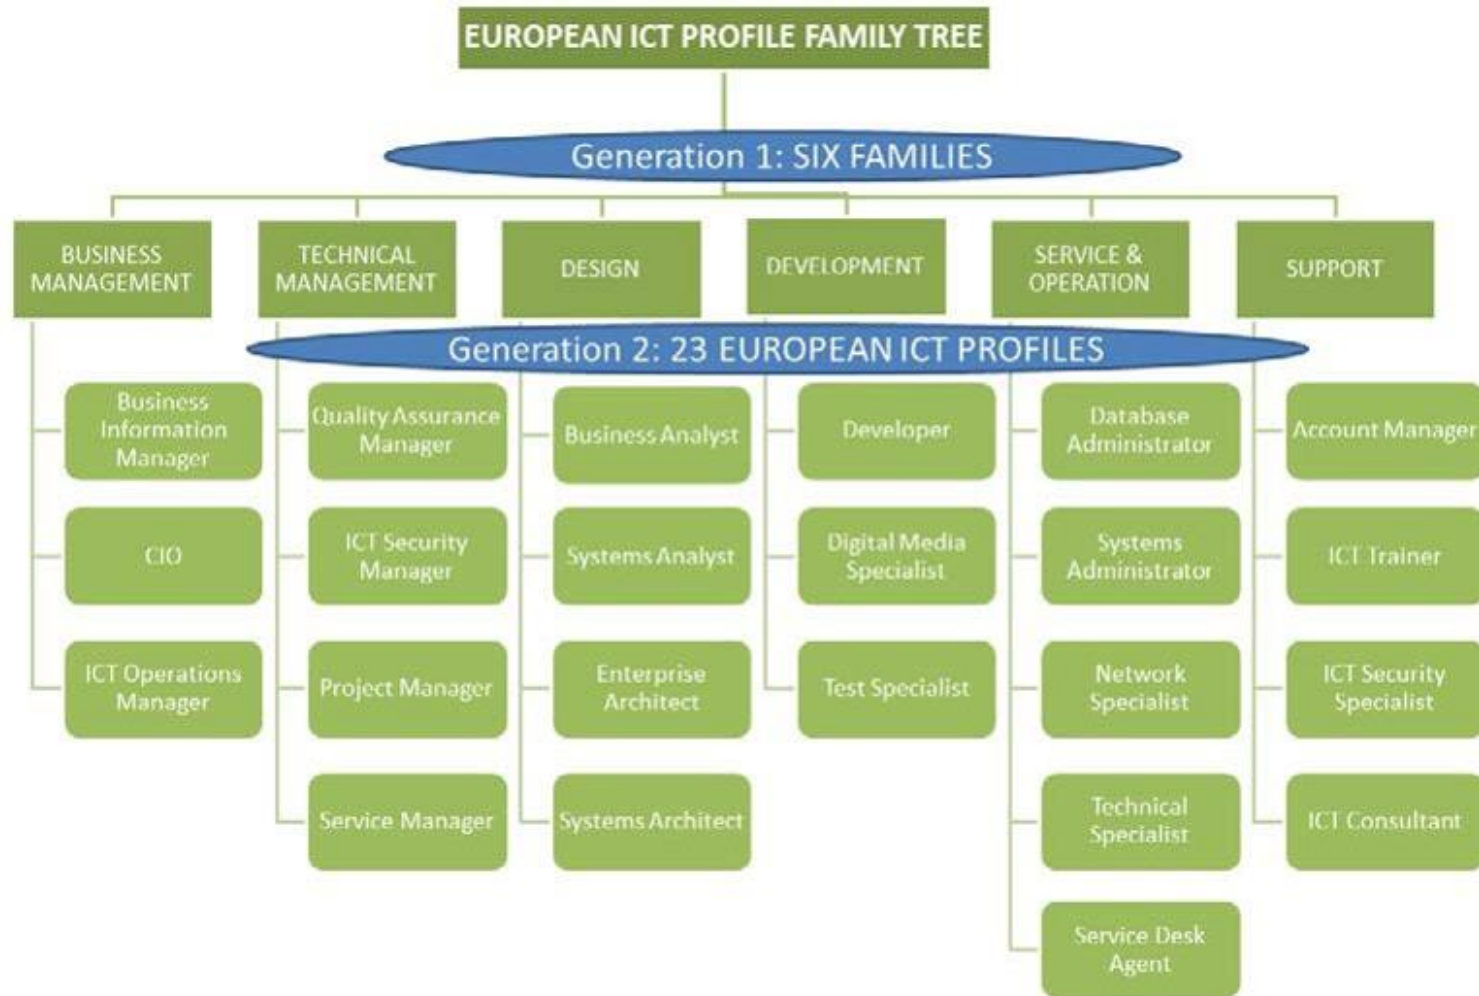 EUROPEAN ICT PROFILE FAMILY TREE
Generation 1: SIX FAMILIES
BUSINESS
MANAGEMENT
TECHNICAL
MANAGEMENT
DESIGN
DEVELOPMENT
SERVICE &
OPERATION
SUPPORT
Generation 2: 23 EUROPEAN ICT PROFILES
Business
Information
Manager
CIO
ICT Operations
Manager
Quality Assurance
Manager
ICT Security
Manager
Project Manager
Service Manager
Business Analyst
Systems Analyst
Enterprise
Architect
Systems Architect
Developer
Digital Media
Specialist
Test Specialist
Database
Administrator
Systems
Administrator
Network
Specialist
Technical
Specialist
Service Desk
Agent
Account Manager
ICT Trainer
ICT Security
Specialist
ICT Consultant